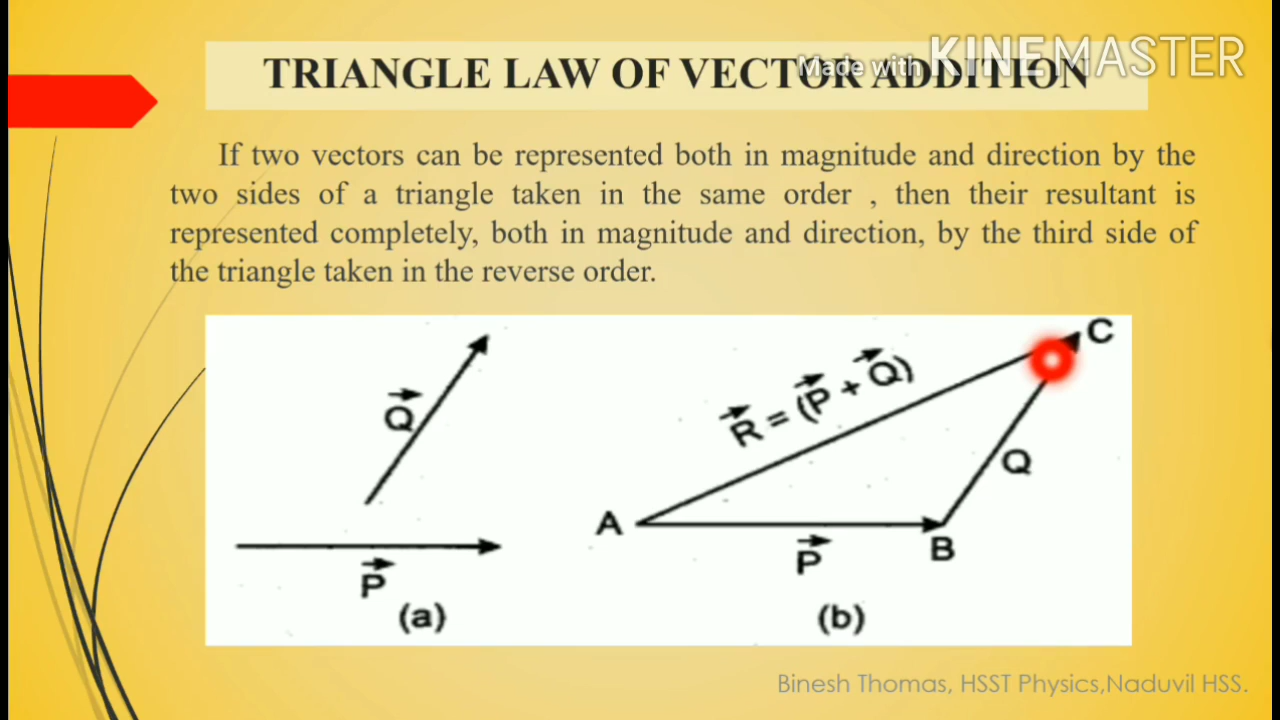 Made with KINEMASTER
TRIANGLE LAW OF VECTOR ADDITION
If two vectors can be represented both in magnitude and direction by the
two sides of a triangle taken in the same order , then their resultant is
represented completely, both in magnitude and direction, by the third side of
the triangle taken in the reverse order.
Q⃗
P⃗
(a)
C
R⃗ = (P⃗ + Q⃗)
Q
A
P⃗
B
(b)
Binesh Thomas, HSST Physics,Naduvil HSS.